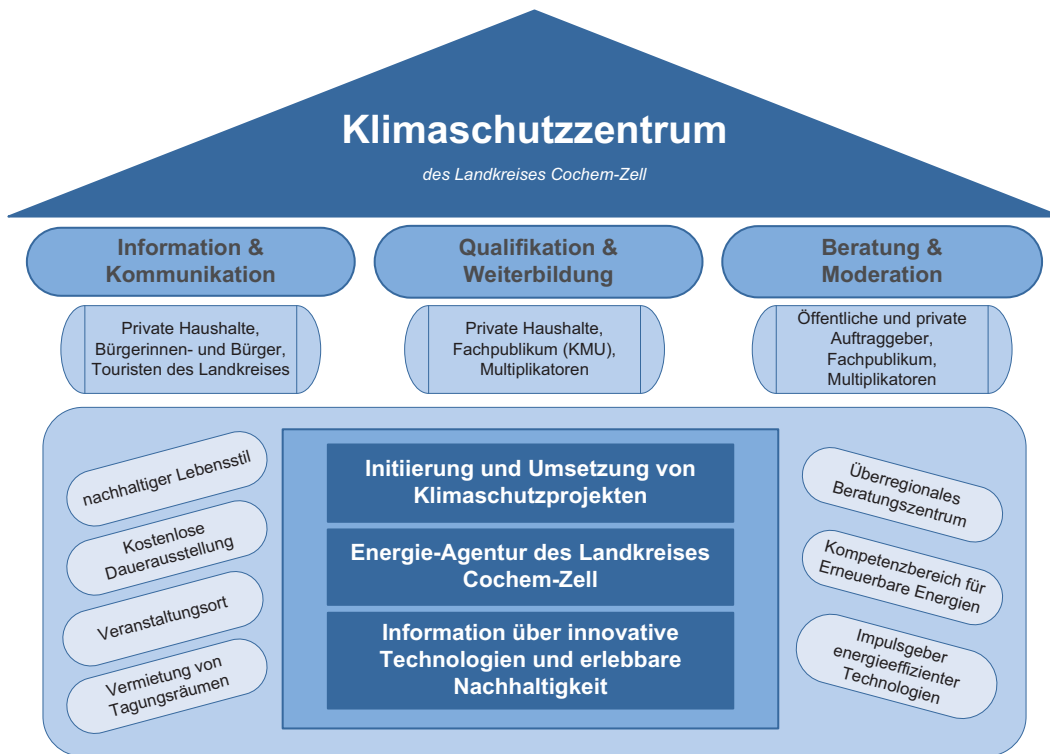 Klimaschutzzentrum
des Landkreises Cochem-Zell
Information &
Kommunikation
Qualifikation &
Weiterbildung
Beratung &
Moderation
Private Haushalte,
Bürgerinnen- und Bürger,
Touristen des Landkreises
Private Haushalte,
Fachpublikum (KMU),
Multiplikatoren
Öffentliche und private
Auftraggeber,
Fachpublikum,
Multiplikatoren
nachhaltiger Lebensstil
Kostenlose
Dauerausstellung
Veranstaltungsort
Vermietung von
Tagungsräumen
Initiierung und Umsetzung von
Klimaschutzprojekten
Energie-Agentur des Landkreises
Cochem-Zell
Information über innovative
Technologien und erlebbare
Nachhaltigkeit
Überregionales
Beratungszentrum
Kompetenzbereich für
Erneuerbare Energien
Impulsgeber
energieeffizienter
Technologien